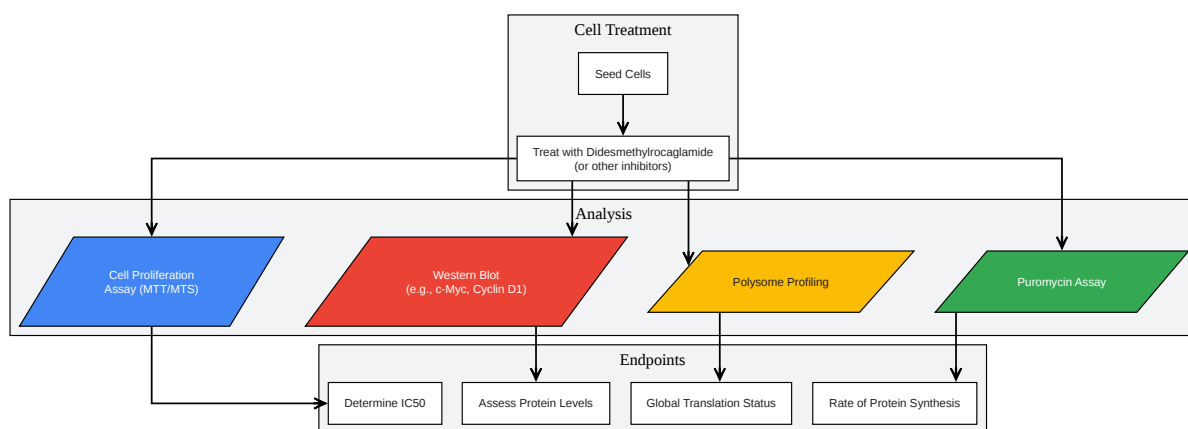 Cell Treatment
Seed Cells
Treat with Didesmethylrocaglamide
(or other inhibitors)
Analysis
Cell Proliferation
Assay (MTT/MTS)
Western Blot
(e.g., c-Myc, Cyclin D1)
Polysome Profiling
Puromycin Assay
Endpoints
Determine IC50
Assess Protein Levels
Global Translation Status
Rate of Protein Synthesis